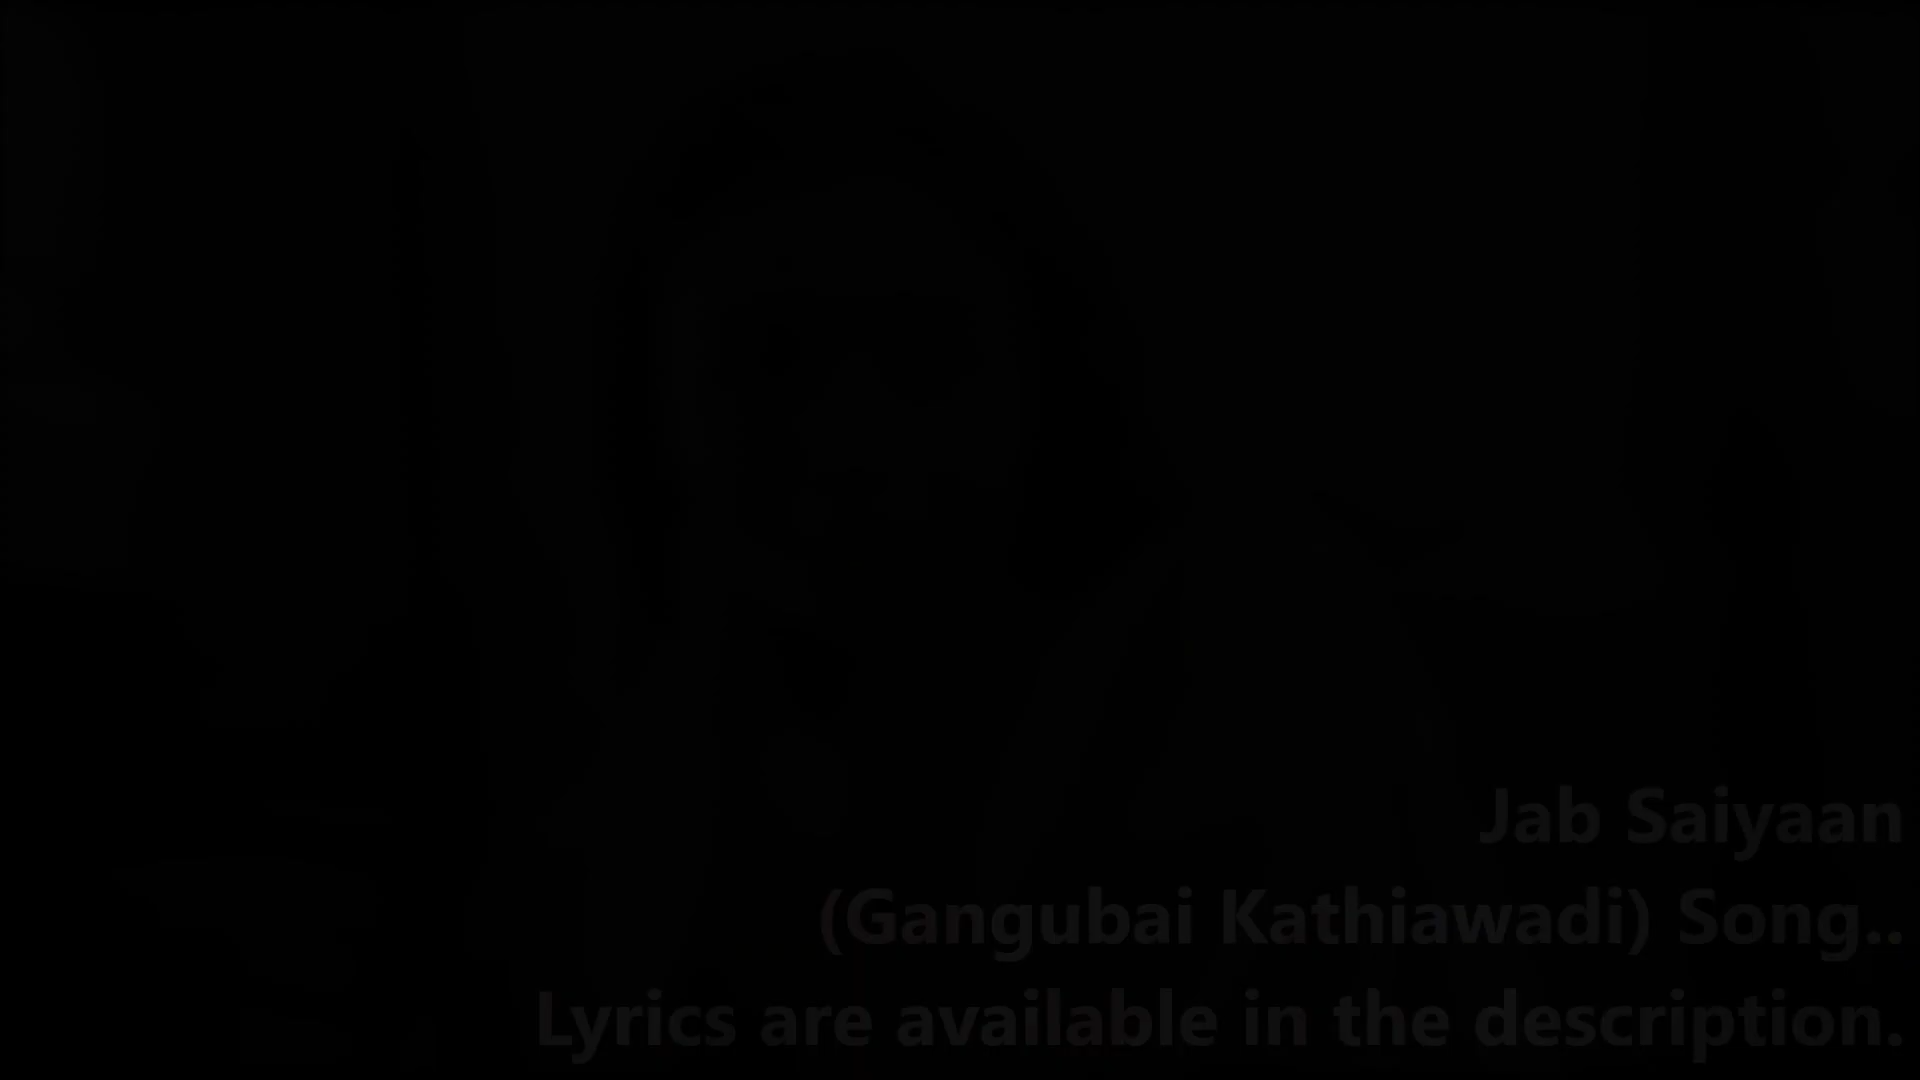 Jab Saiyaan
(Gangubai Kathiawadi) Song..
Lyrics are available in the description.